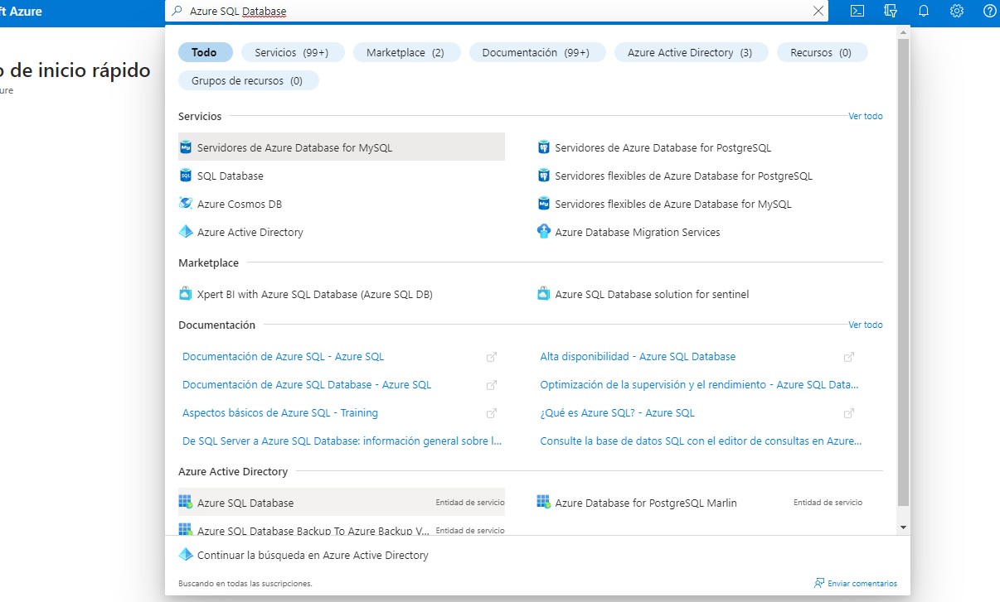 ft Azure
Azure SQL Database
o de inicio rápido
ure
Todo
Servicios (99+)
Marketplace (2)
Documentación (99+)
Azure Active Directory (3)
Recursos (0)
Grupos de recursos (0)
Servicios
Ver todo
Servidores de Azure Database for MySQL
Servidores de Azure Database for PostgreSQL
SQL Database
Servidores flexibles de Azure Database for PostgreSQL
Azure Cosmos DB
Servidores flexibles de Azure Database for MySQL
Azure Active Directory
Azure Database Migration Services
Marketplace
Xpert BI with Azure SQL Database (Azure SQL DB)
Azure SQL Database solution for sentinel
Documentación
Ver todo
Documentación de Azure SQL - Azure SQL
Alta disponibilidad - Azure SQL Database
Documentación de Azure SQL Database - Azure SQL
Optimización de la supervisión y el rendimiento - Azure SQL Data...
Aspectos básicos de Azure SQL - Training
¿Qué es Azure SQL? - Azure SQL
De SQL Server a Azure SQL Database: información general sobre l...
Consulte la base de datos SQL con el editor de consultas en Azure...
Azure Active Directory
Azure SQL Database
Entidad de servicio
Azure Database for PostgreSQL Marlin
Entidad de servicio
Azure SQL Database Backup To Azure Backup V...
Entidad de servicio
Continuar la búsqueda en Azure Active Directory
Buscando en todas las suscripciones.
Enviar comentarios